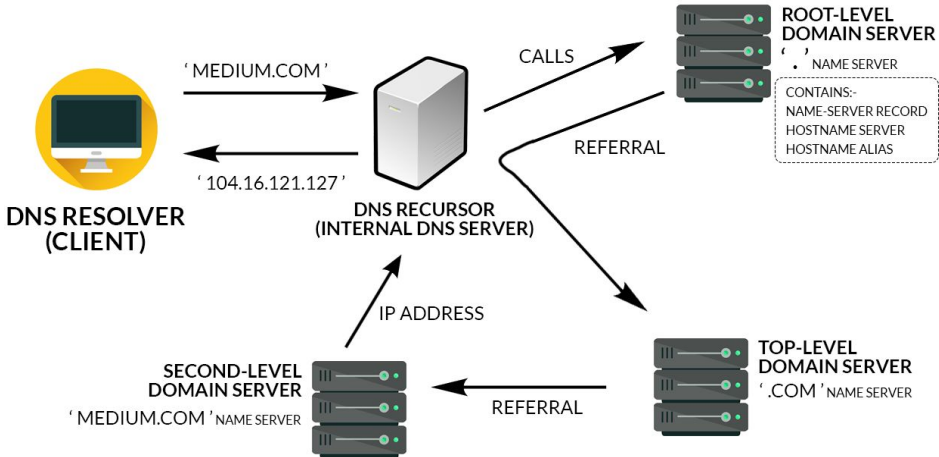 ROOT-LEVEL
DOMAIN SERVER
' . ' NAME SERVER
CONTAINS:-
NAME-SERVER RECORD
HOSTNAME SERVER
HOSTNAME ALIAS
CALLS
' MEDIUM.COM '
REFERRAL
' 104.16.121.127 '
DNS RESOLVER
(CLIENT)
DNS RECURSOR
(INTERNAL DNS SERVER)
IP ADDRESS
SECOND-LEVEL
DOMAIN SERVER
' MEDIUM.COM ' NAME SERVER
REFERRAL
TOP-LEVEL
DOMAIN SERVER
' .COM ' NAME SERVER